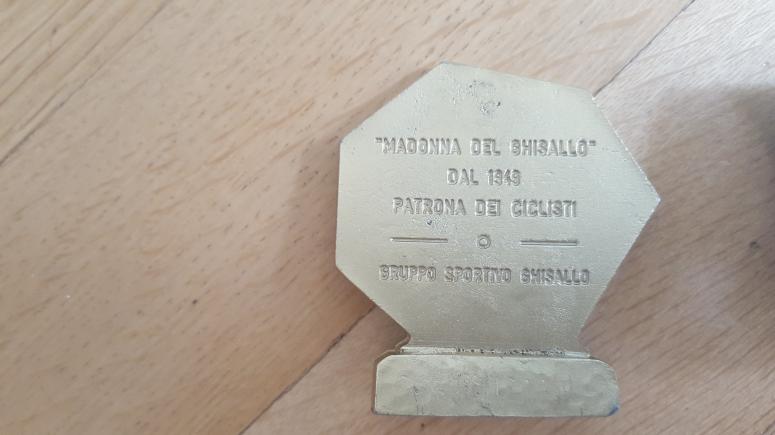 "MADONNA DEL GHISALLO"
DAL 1949
PATRONA DEI CICLISTI
GRUPPO SPORTIVO GHISALLO